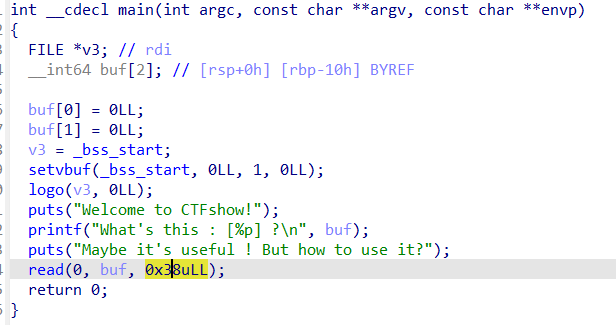 int __cdecl main(int argc, const char **argv, const char **envp)
{
FILE *v3; // rdi
__int64 buf[2]; // [rsp+0h] [rbp-10h] BYREF
buf[0] = 0LL;
buf[1] = 0LL;
v3 = _bss_start;
setvbuf(_bss_start, 0LL, 1, 0LL);
logo(v3, 0LL);
puts("Welcome to CTFshow!");
printf("What's this : [%p] ?\n", buf);
puts("Maybe it's useful ! But how to use it?");
read(0, buf, 0x38uLL);
return 0;
}